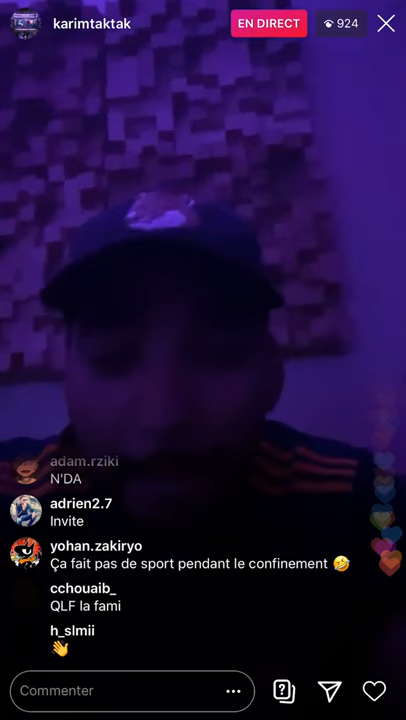 karimtaktak
EN DIRECT
924
adam.rziki
N'DA
adrien2.7
Invite
yohan.zakiryo
Ça fait pas de sport pendant le confinement 🤣
cchouaib_
QLF la fami
h_slmii
👋
Commenter